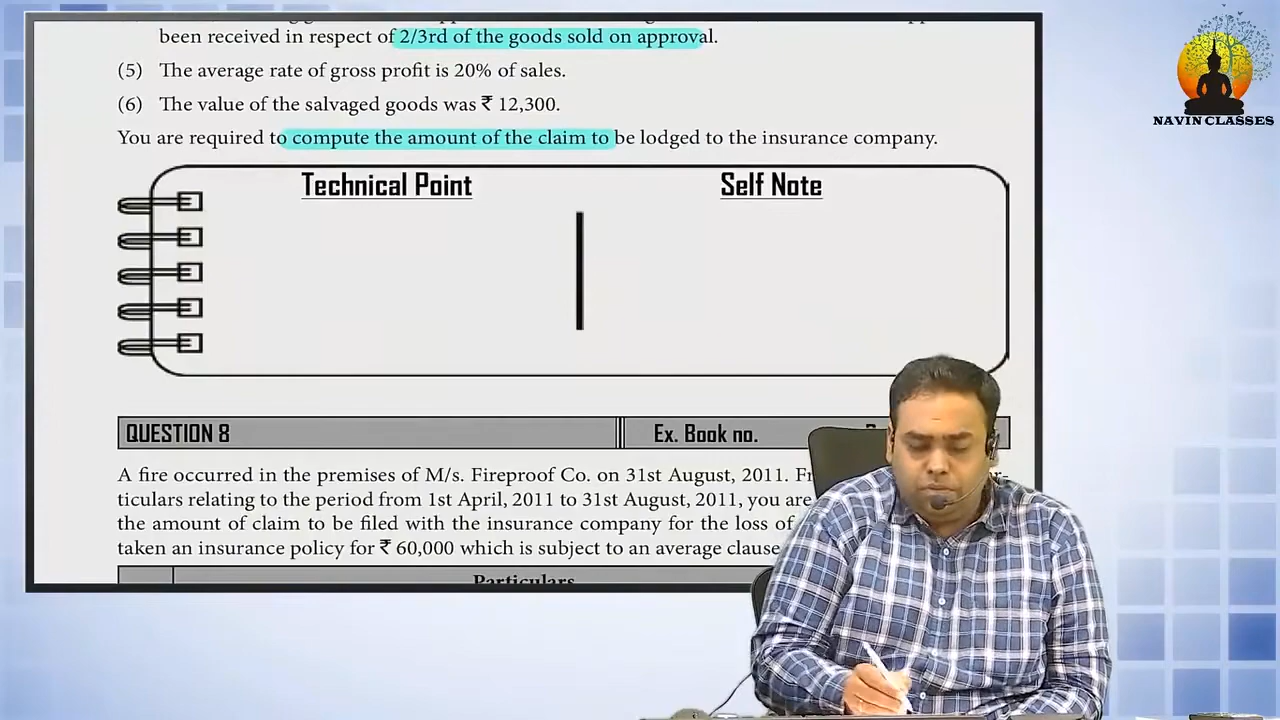 been received in respect of 2/3rd of the goods sold on approval.
(5) The average rate of gross profit is 20% of sales.
(6) The value of the salvaged goods was ₹ 12,300.
You are required to compute the amount of the claim to be lodged to the insurance company.
NAVIN CLASSES
Technical Point
Self Note
QUESTION 8
Ex. Book no.
A fire occurred in the premises of M/s. Fireproof Co. on 31st August, 2011.
ticulars relating to the period from 1st April, 2011 to 31st August, 2011, you are
the amount of claim to be filed with the insurance company for the loss of
taken an insurance policy for ₹ 60,000 which is subject to an average clause
Particulars